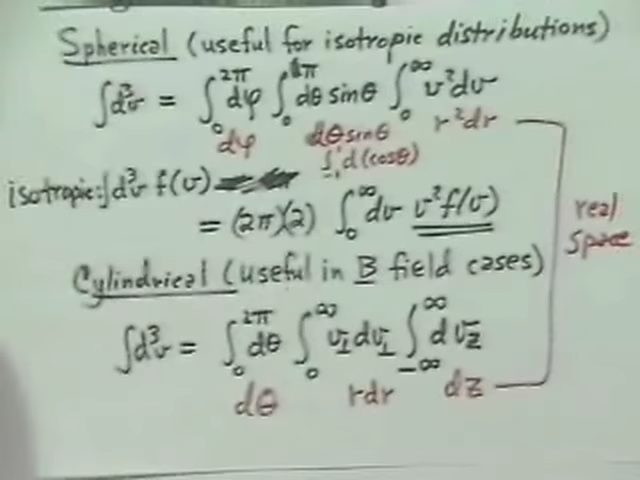 Spherical (useful for isotropic distributions)
∫d³v = ∫₀^2π dφ ∫₀^π dθ sinθ ∫₀^∞ v²dv
dφ dθ sinθ r²dr
∫₋₁¹ d(cosθ)
isotropic: ∫d³v f(v)
= (2π)(2) ∫₀^∞ dv v²f(v)
real
space
Cylindrical (useful in B field cases)
∫d³v = ∫₀^2π dθ ∫₀^∞ v⊥dv⊥ ∫₋∞^∞ dv_z
dθ rdr dz